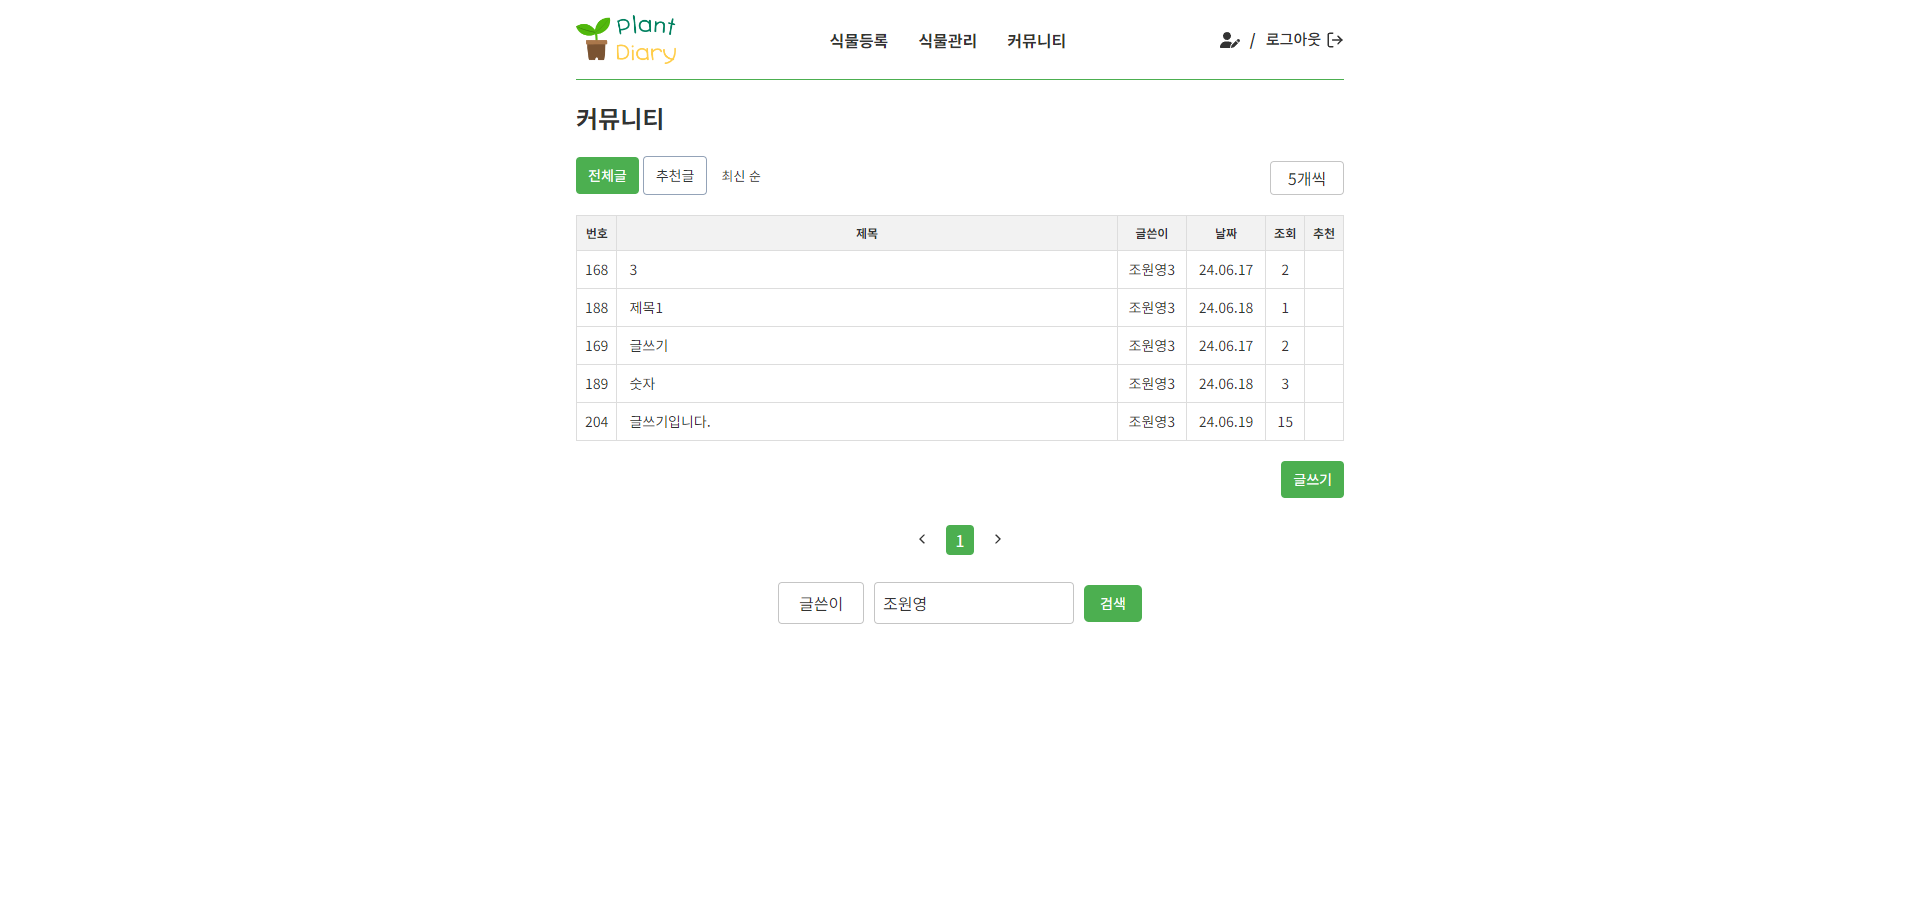 Plant
Diary
식물등록 식물관리 커뮤니티 / 로그아웃
커뮤니티
전체글 추천글 최신 순 5개씩
번호 제목 글쓴이 날짜 조회 추천
168 3 조원영3 24.06.17 2
188 제목1 조원영3 24.06.18 1
169 글쓰기 조원영3 24.06.17 2
189 숫자 조원영3 24.06.18 3
204 글쓰기입니다. 조원영3 24.06.19 15
글쓰기
1
글쓴이 조원영 검색